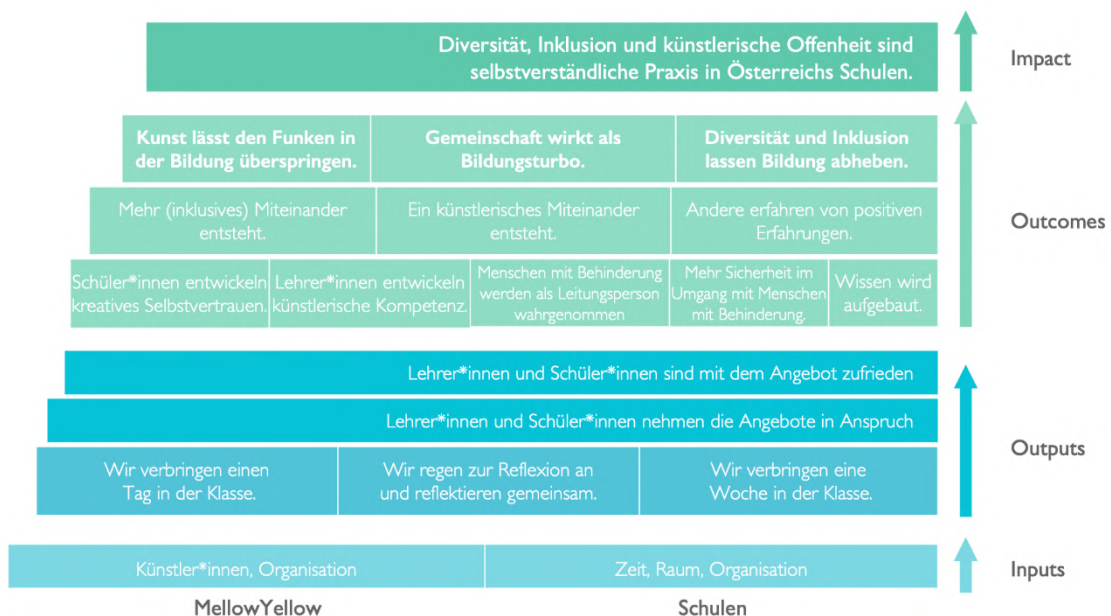 Diversität, Inklusion und künstlerische Offenheit sind
selbstverständliche Praxis in Österreichs Schulen.
Impact
Kunst lässt den Funken in
der Bildung überspringen.
Gemeinschaft wirkt als
Bildungsturbo.
Diversität und Inklusion
lassen Bildung abheben.
Mehr (inklusives) Miteinander
entsteht.
Ein künstlerisches Miteinander
entsteht.
Andere erfahren von positiven
Erfahrungen.
Outcomes
Schüler*innen entwickeln
kreatives Selbstvertrauen.
Lehrer*innen entwickeln
künstlerische Kompetenz.
Menschen mit Behinderung
werden als Leitungsperson
wahrgenommen
Mehr Sicherheit im
Umgang mit Menschen
mit Behinderung.
Wissen wird
aufgebaut.
Lehrer*innen und Schüler*innen sind mit dem Angebot zufrieden
Lehrer*innen und Schüler*innen nehmen die Angebote in Anspruch
Outputs
Wir verbringen einen
Tag in der Klasse.
Wir regen zur Reflexion an
und reflektieren gemeinsam.
Wir verbringen eine
Woche in der Klasse.
Künstler*innen, Organisation
Zeit, Raum, Organisation
Inputs
MellowYellow
Schulen